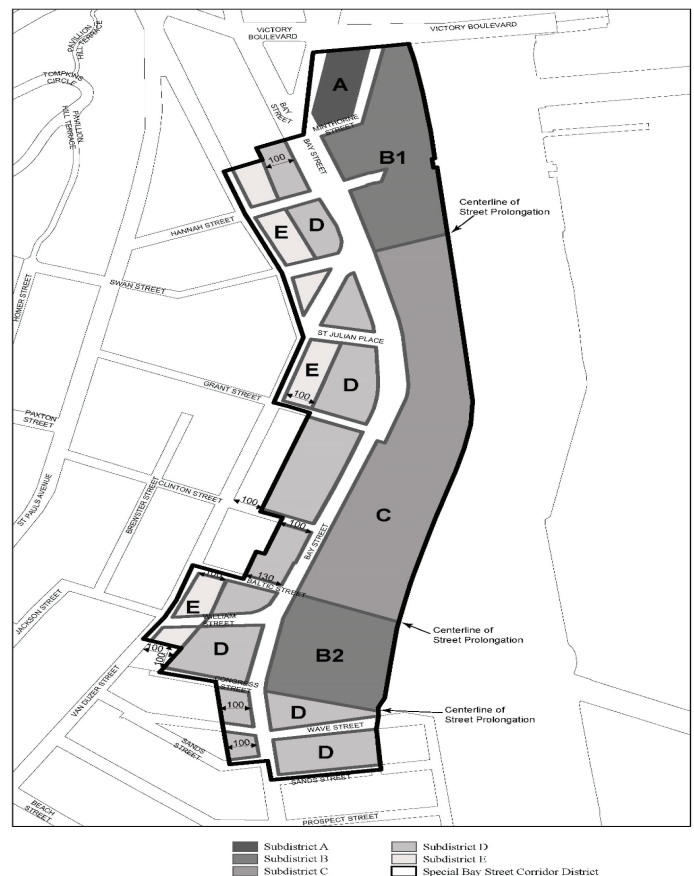 VICTORY
BOULEVARD
VICTORY BOULEVARD
PAVILLION
HILL TERRACE
TOMPKINS
CIRCLE
PAVILLION
HILL TERRACE
BAY
STREET
A
MINTHORNE
STREET
BAY STREET
B1
100
Centerline of
Street Prolongation
HANNAH STREET
E
D
HOMER STREET
SWAN STREET
ST JULIAN PLACE
E
D
100
GRANT STREET
PAXTON
STREET
ST PAULS AVENUE
BREWSTER STREET
CLINTON STREET
100
100
C
BAY STREET
130
BALTIC STREET
100
E
WILLIAM
STREET
JACKSON STREET
Centerline of
Street Prolongation
B2
D
100
100
VAN DUZER STREET
CONGRESS
STREET
100
D
Centerline of
Street Prolongation
WAVE STREET
SANDS
STREET
100
D
SANDS STREET
BEACH
STREET
PROSPECT STREET
Subdistrict A
Subdistrict B
Subdistrict C
Subdistrict D
Subdistrict E
Special Bay Street Corridor District